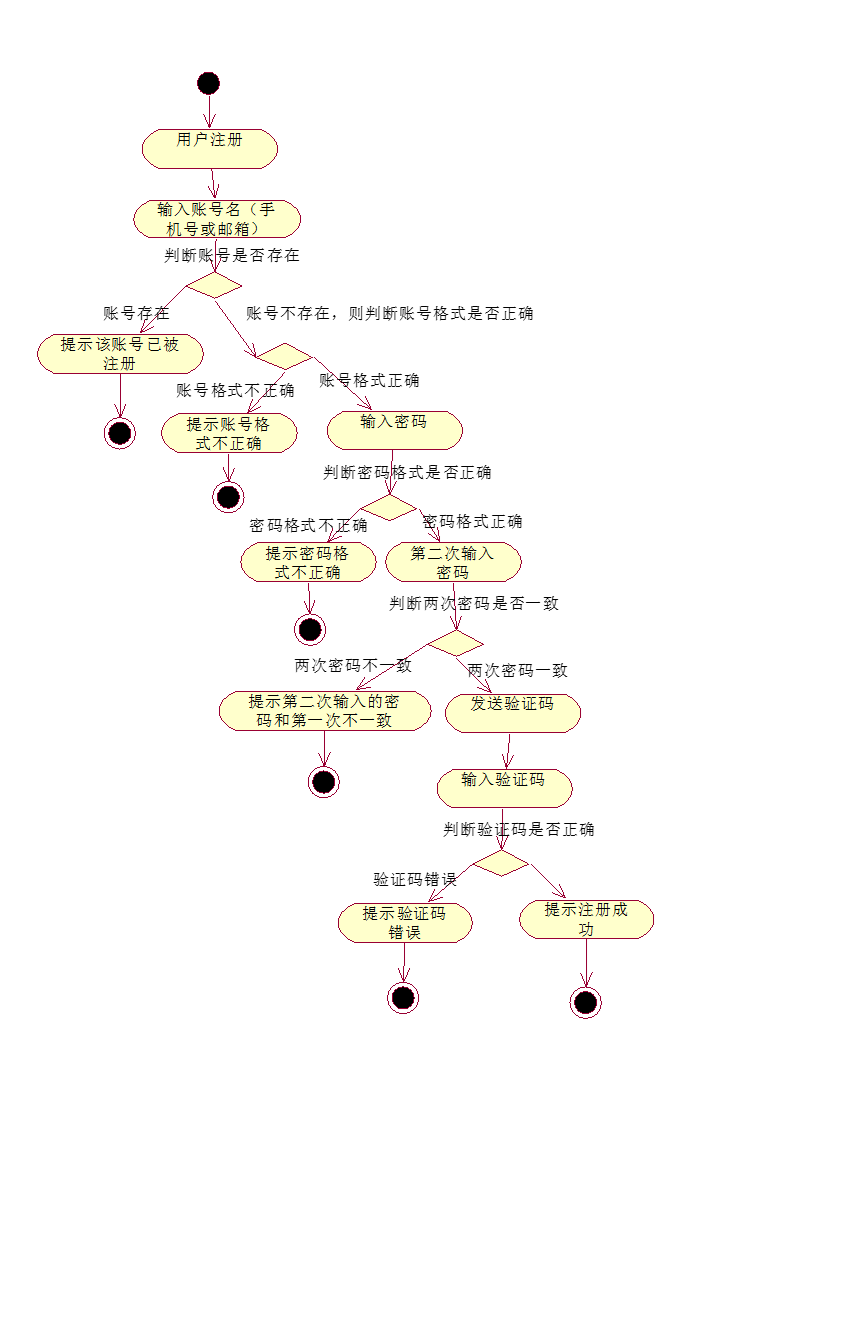 用户注册
输入账号名（手
机号或邮箱）
判断账号是否存在
账号存在
账号不存在，则判断账号格式是否正确
提示该账号已被
注册
账号格式不正确
账号格式正确
提示账号格
式不正确
输入密码
判断密码格式是否正确
密码格式不正确
密码格式正确
提示密码格
式不正确
第二次输入
密码
判断两次密码是否一致
两次密码不一致
两次密码一致
提示第二次输入的密
码和第一次不一致
发送验证码
输入验证码
判断验证码是否正确
验证码错误
提示验证码
错误
提示注册成
功